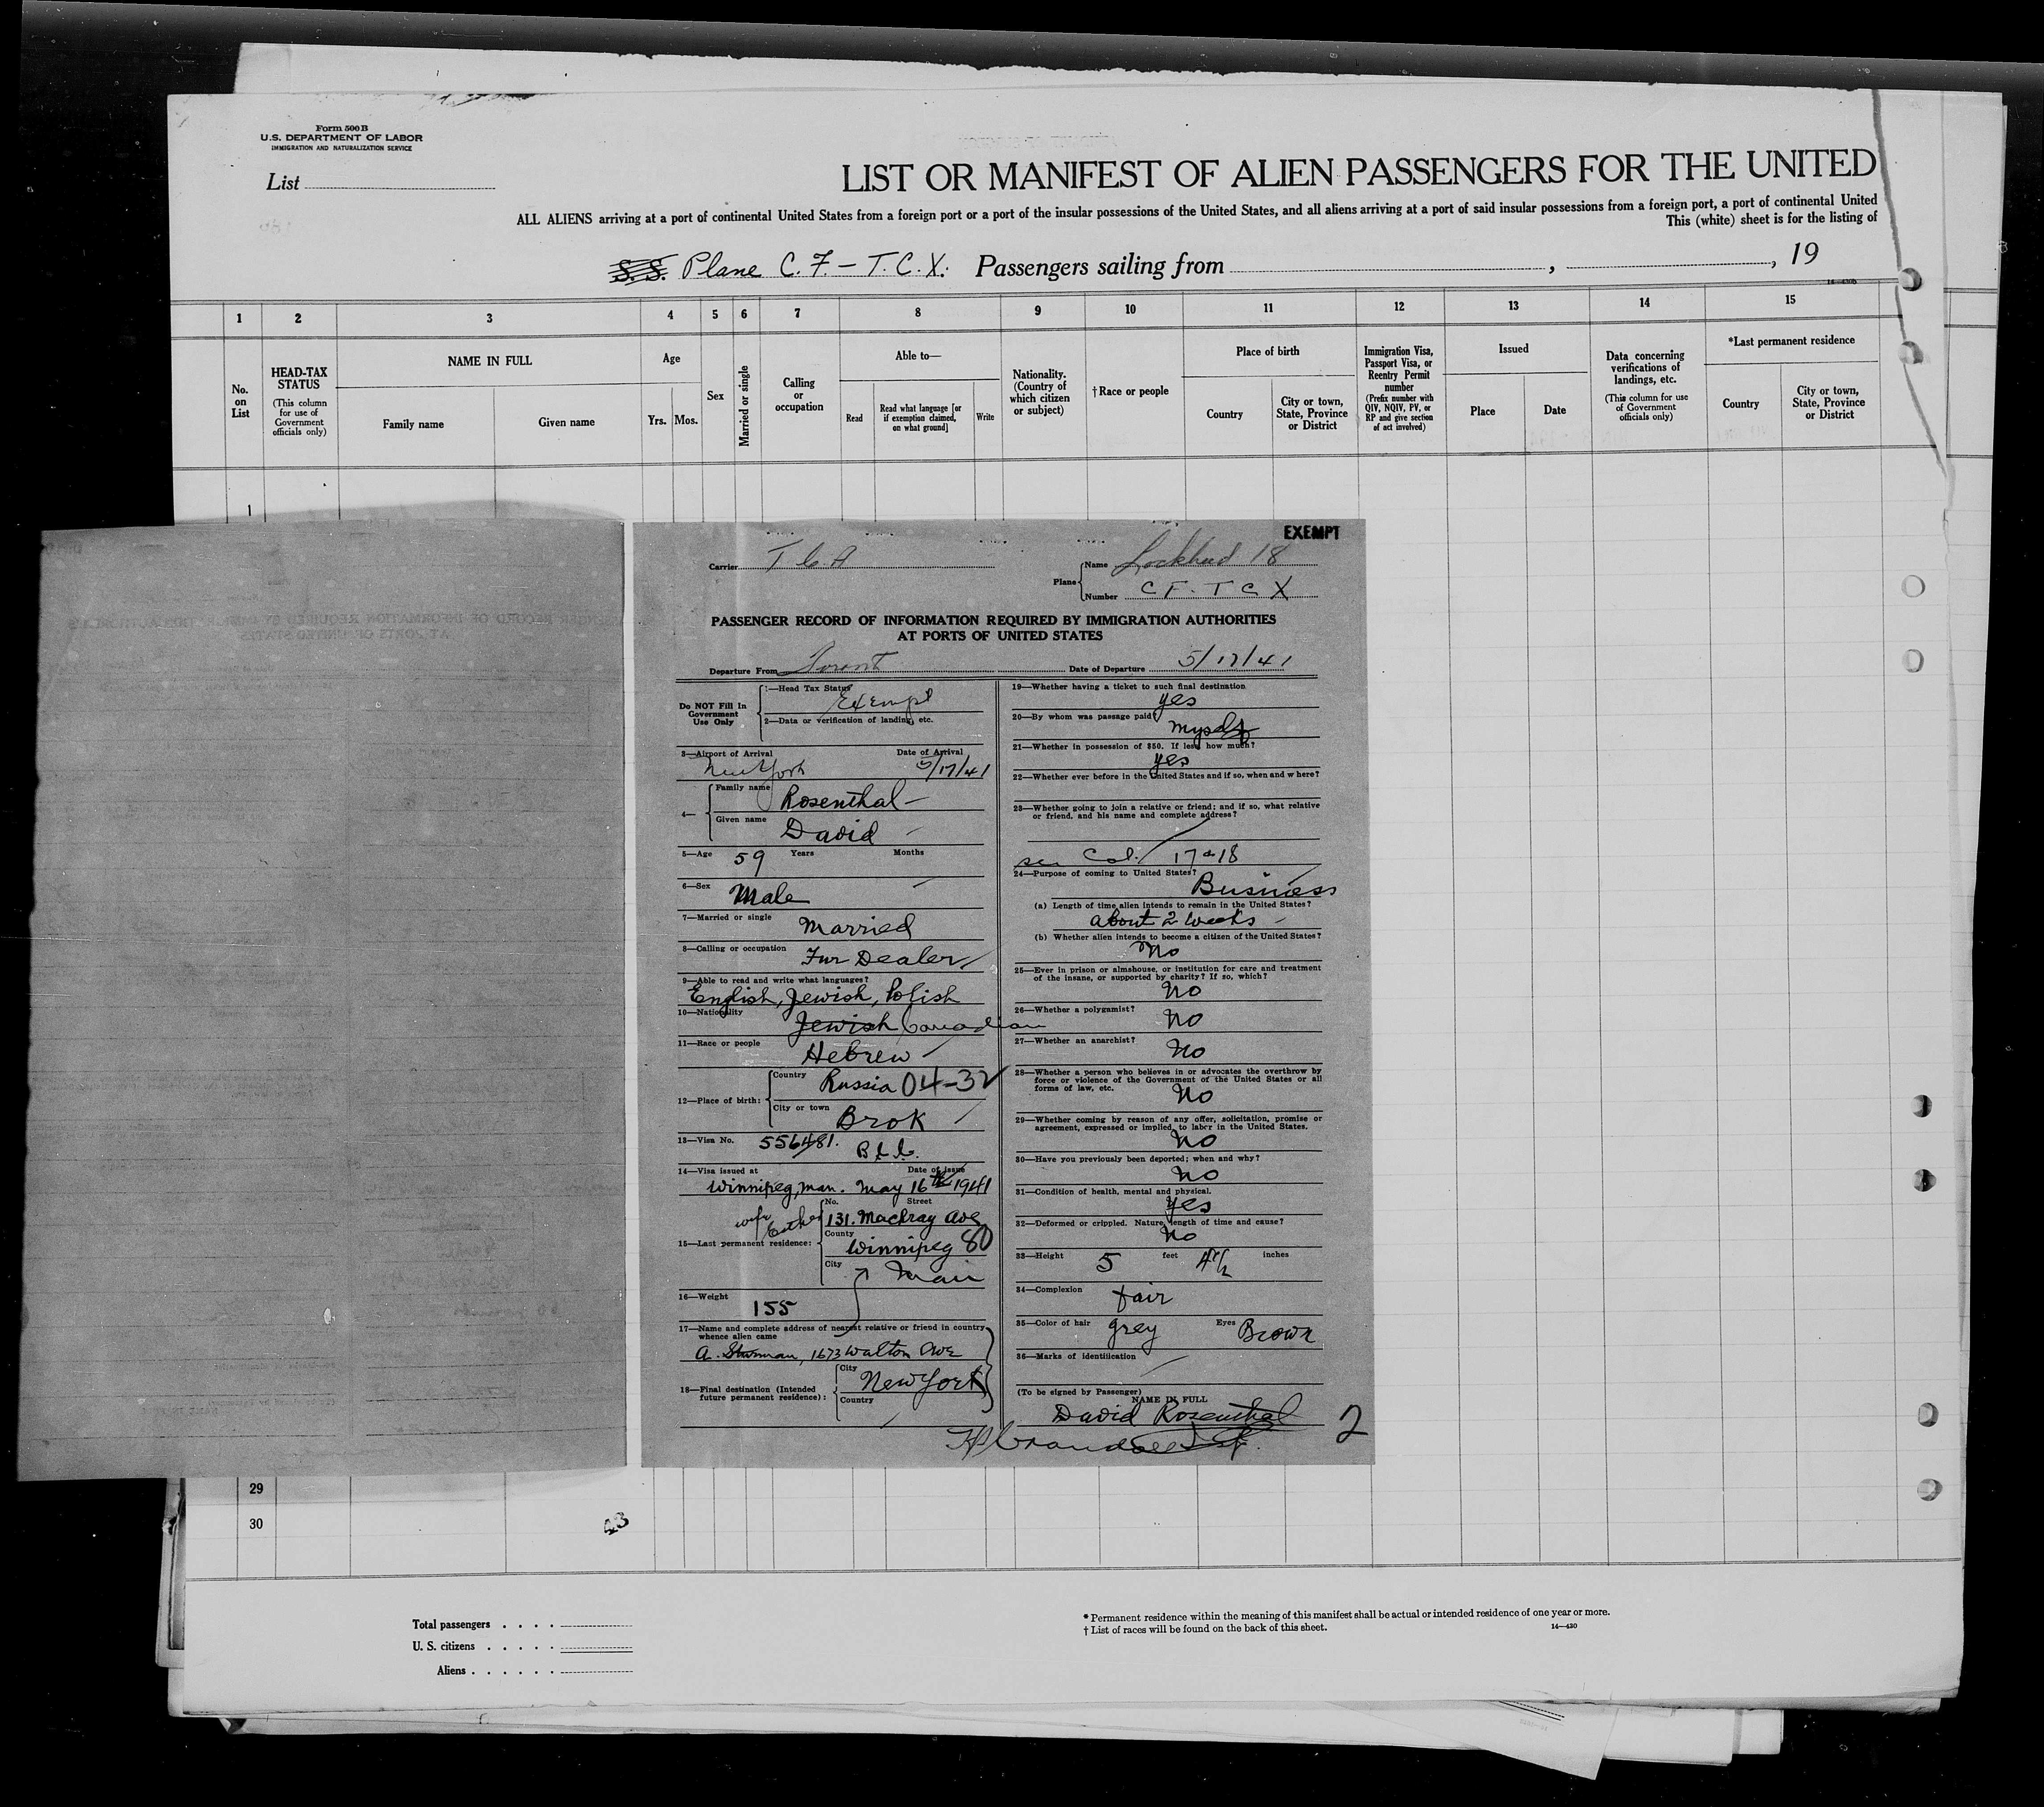 Form 500B
U.S. DEPARTMENT OF LABOR
IMMIGRATION AND NATURALIZATION SERVICE
List
LIST OR MANIFEST OF ALIEN PASSENGERS FOR THE UNITED
ALL ALIENS arriving at a port of continental United States from a foreign port or a port of the insular possessions of the United States, and all aliens arriving at a port of said insular possessions from a foreign port, a port of continental United
This (white) sheet is for the listing of
S.S. Plane C.F-T.C.X. Passengers sailing from , , 19
1 2 3 4 5 6 7 8 9 10 11 12 13 14 15
No. on List
HEAD-TAX STATUS
(This column for use of Government officials only)
NAME IN FULL
Family name
Given name
Age
Yrs. Mos.
Sex
Married or single
Calling or occupation
Able to—
Read
Read what language [or if exemption claimed, on what ground]
Write
Nationality. (Country of which citizen or subject)
†Race or people
Place of birth
Country
City or town, State, Province or District
Immigration Visa, Passport Visa, or Reentry Permit number
(Prefix number with QIV, NQIV, PV, or RP and give section of act involved)
Issued
Place
Date
Data concerning verifications of landings, etc.
(This column for use of Government officials only)
*Last permanent residence
Country
City or town, State, Province or District
1
EXEMPT
Carrier T C A
Plane Name Lockheed 18
Number CF-TCX
PASSENGER RECORD OF INFORMATION REQUIRED BY IMMIGRATION AUTHORITIES
AT PORTS OF UNITED STATES
Departure From Toront Date of Departure 5/17/41
Do NOT Fill In Government Use Only
1—Head Tax Status Exempt
2—Data or verification of landing, etc.
3—Airport of Arrival New York Date of Arrival 5/17/41
4— Family name Rosenthal
Given name David
5—Age 59 Years Months
6—Sex Male
7—Married or single Married
8—Calling or occupation Fur Dealer
9—Able to read and write what languages?
English, Jewish, Polish
10—Nationality Jewish Canadian
11—Race or people Hebrew
12—Place of birth: Country Russia 04-32
City or town Brok
13—Visa No. 556481.
14—Visa issued at Date of issue
Winnipeg, Man. May 16th 1941
wife Esther
15—Last permanent residence: No. Street 131. Machray Ave
County Winnipeg 80
City Man
16—Weight 155
17—Name and complete address of nearest relative or friend in country whence alien came
A. 1673 Walton Ave
18—Final destination (Intended future permanent residence): City New York
Country
19—Whether having a ticket to such final destination
yes
20—By whom was passage paid? myself
21—Whether in possession of $50. If less, how much?
yes
22—Whether ever before in the United States and if so, when and where?
23—Whether going to join a relative or friend; and if so, what relative or friend, and his name and complete address?
see Col. 17 & 18
24—Purpose of coming to United States?
Business
(a) Length of time alien intends to remain in the United States?
about 2 weeks
(b) Whether alien intends to become a citizen of the United States?
No
25—Ever in prison or almshouse, or institution for care and treatment of the insane, or supported by charity? If so, which?
No
26—Whether a polygamist? No
27—Whether an anarchist? No
28—Whether a person who believes in or advocates the overthrow by force or violence of the Government of the United States or all forms of law, etc.
No
29—Whether coming by reason of any offer, solicitation, promise or agreement, expressed or implied, to labor in the United States.
No
30—Have you previously been deported; when and why?
No
31—Condition of health, mental and physical.
Yes
32—Deformed or crippled. Nature, length of time and cause?
No
33—Height 5 feet 4 1/2 inches
34—Complexion fair
35—Color of hair grey Eyes Brown
36—Marks of identification
(To be signed by Passenger)
NAME IN FULL
David Rosenthal
2
29
30
43
Total passengers
U. S. citizens
Aliens
* Permanent residence within the meaning of this manifest shall be actual or intended residence of one year or more.
† List of races will be found on the back of this sheet.
14—430